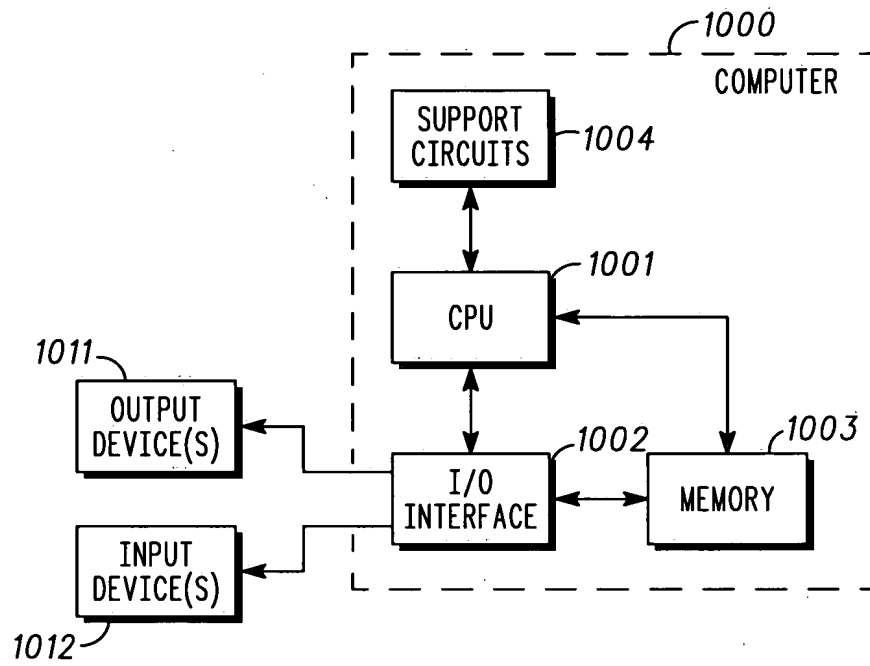 1000
COMPUTER
SUPPORT
CIRCUITS
1004
1001
CPU
1011
OUTPUT
DEVICE(S)
1002
I/O
INTERFACE
1003
MEMORY
INPUT
DEVICE(S)
1012